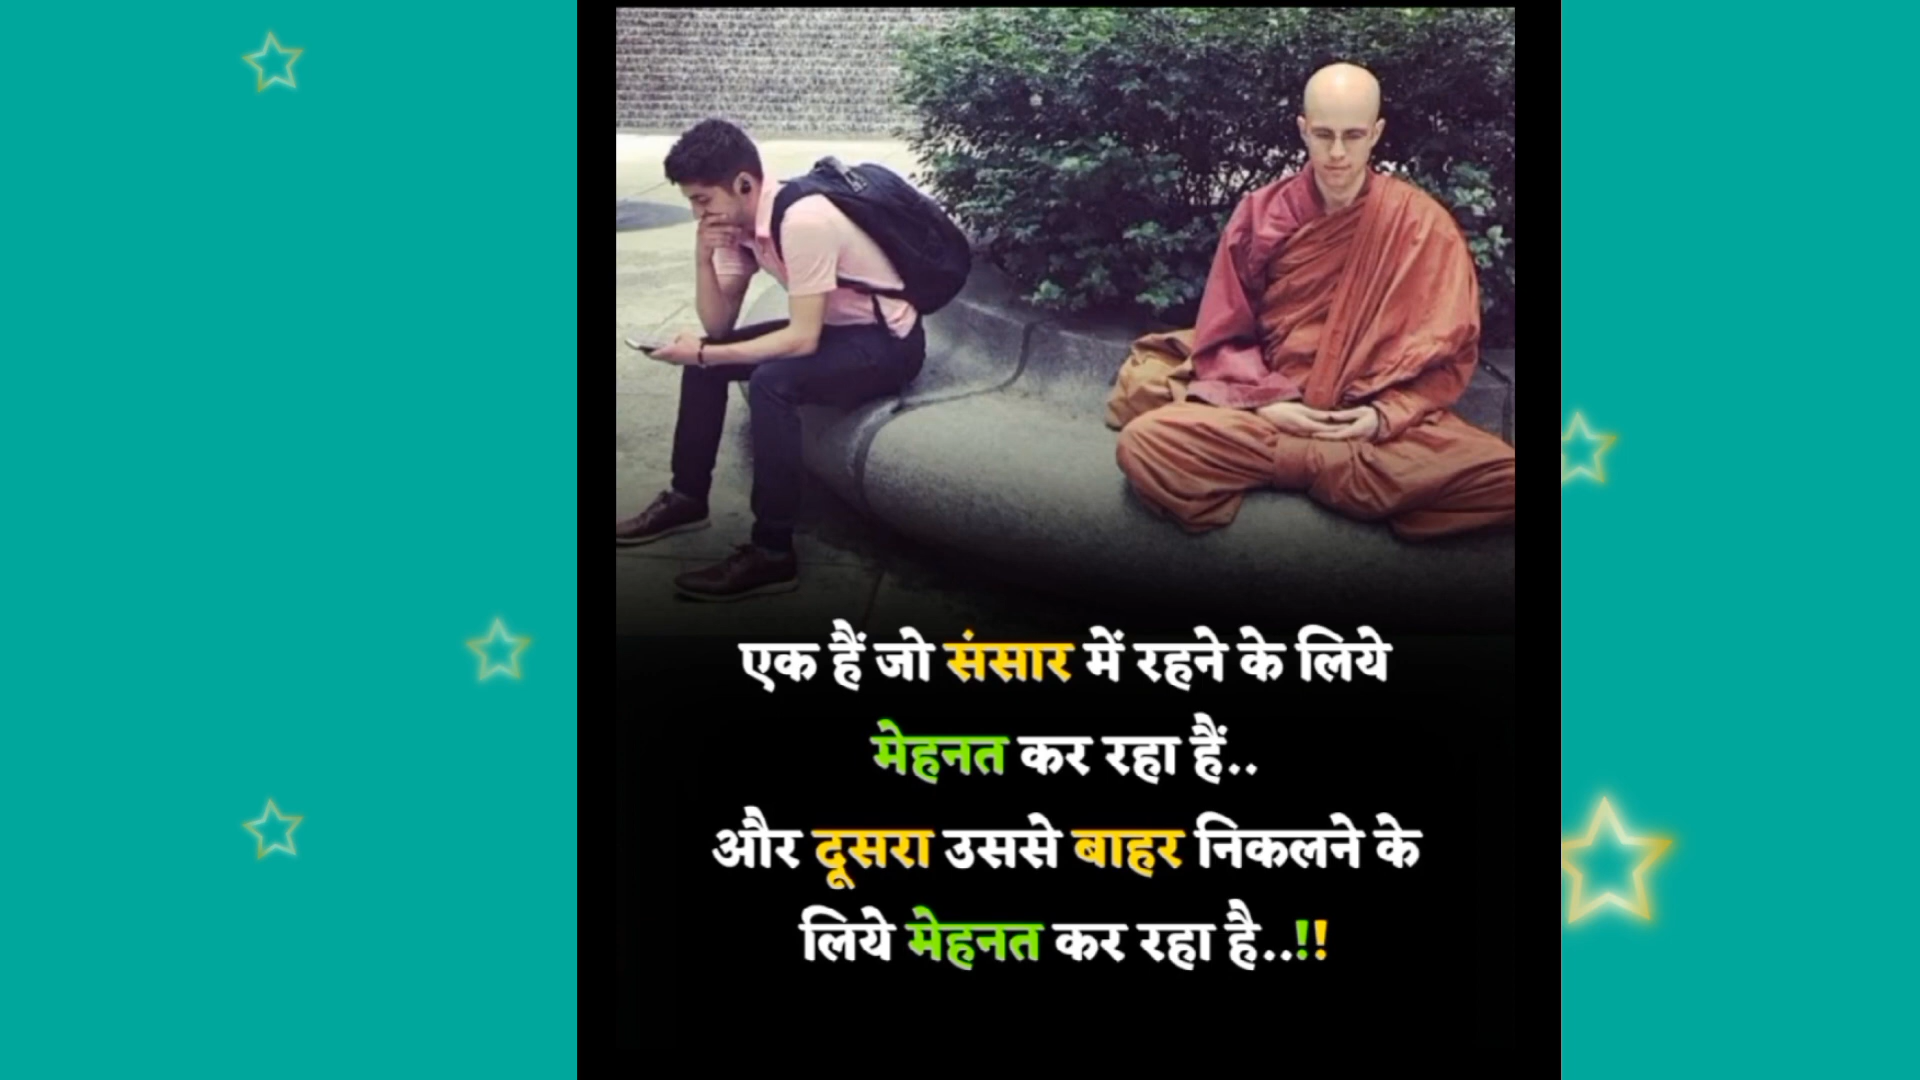 एक हैं जो संसार में रहने के लिये
मेहनत कर रहा हैं..
और दूसरा उससे बाहर निकलने के
लिये मेहनत कर रहा है..!!